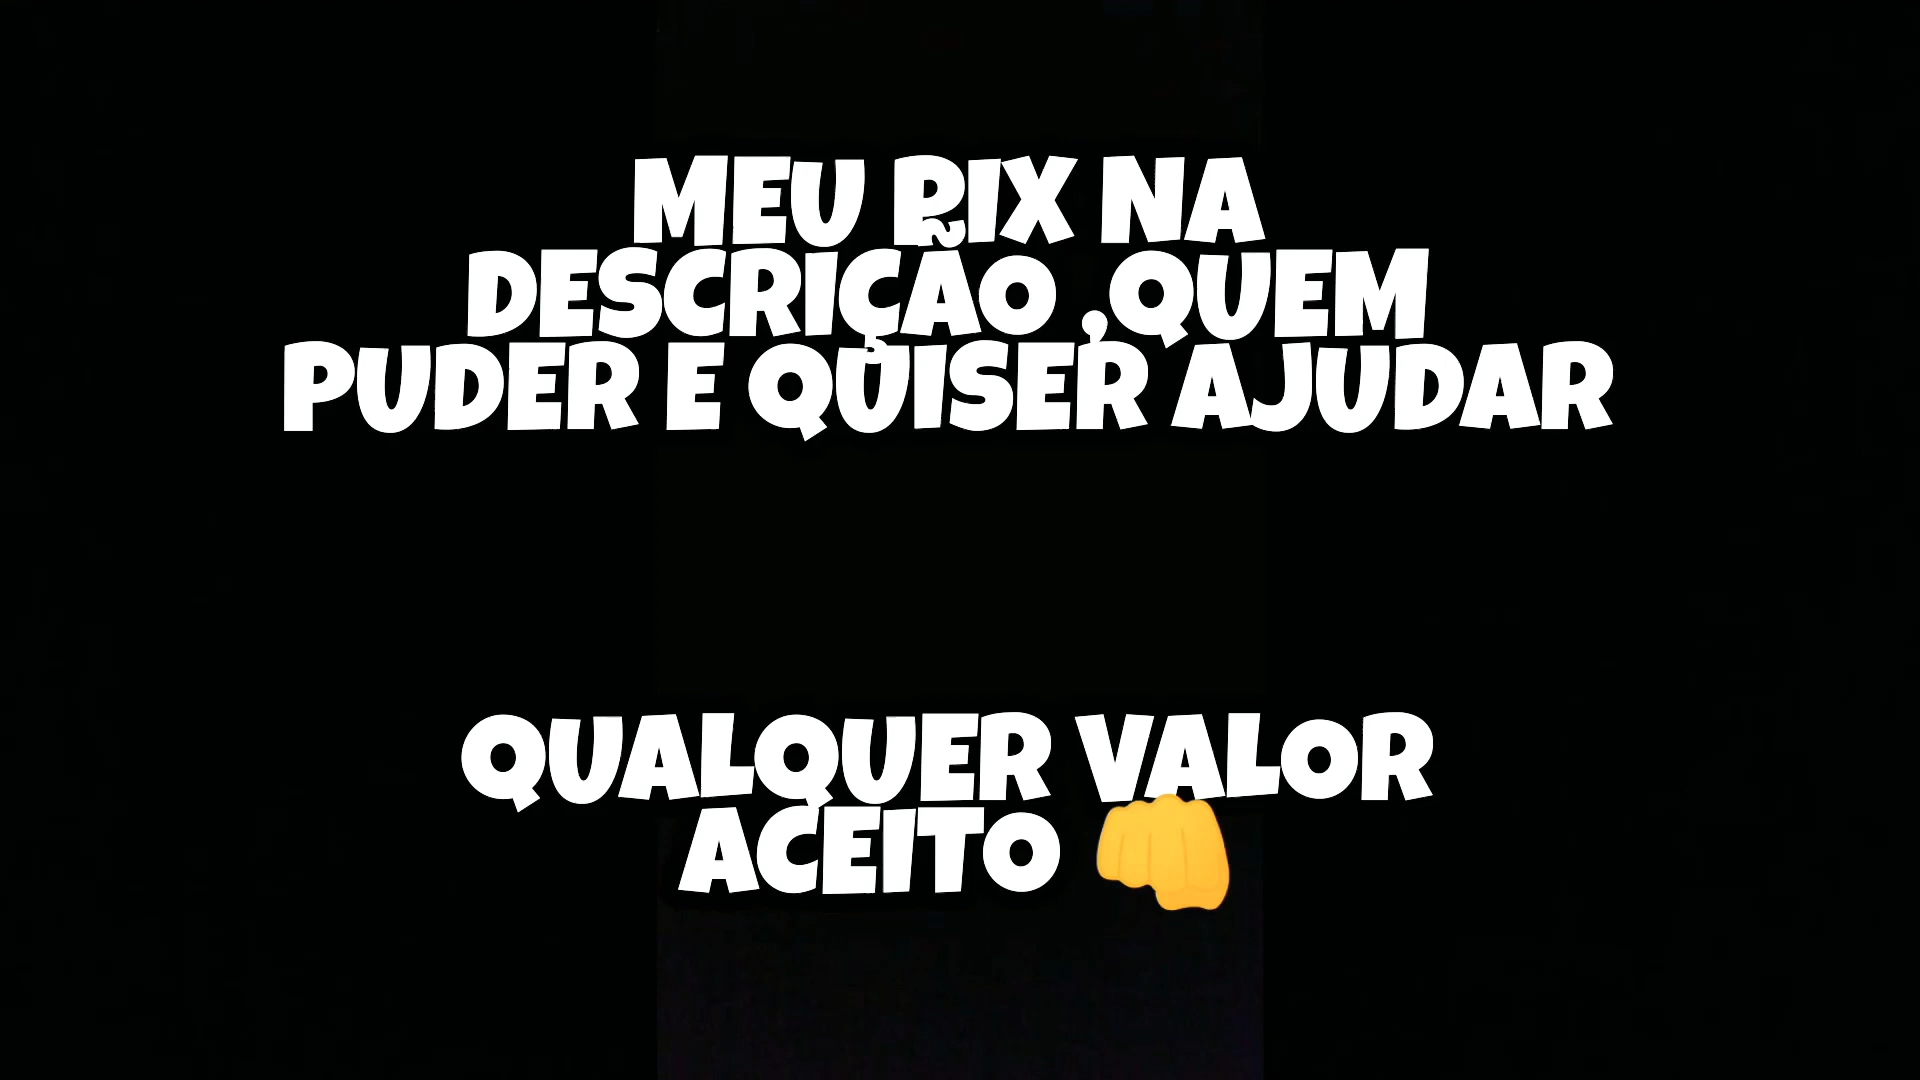 MEU PIX NA
DESCRIÇÃO ,QUEM
PUDER E QUISER AJUDAR
QUALQUER VALOR
ACEITO 👊